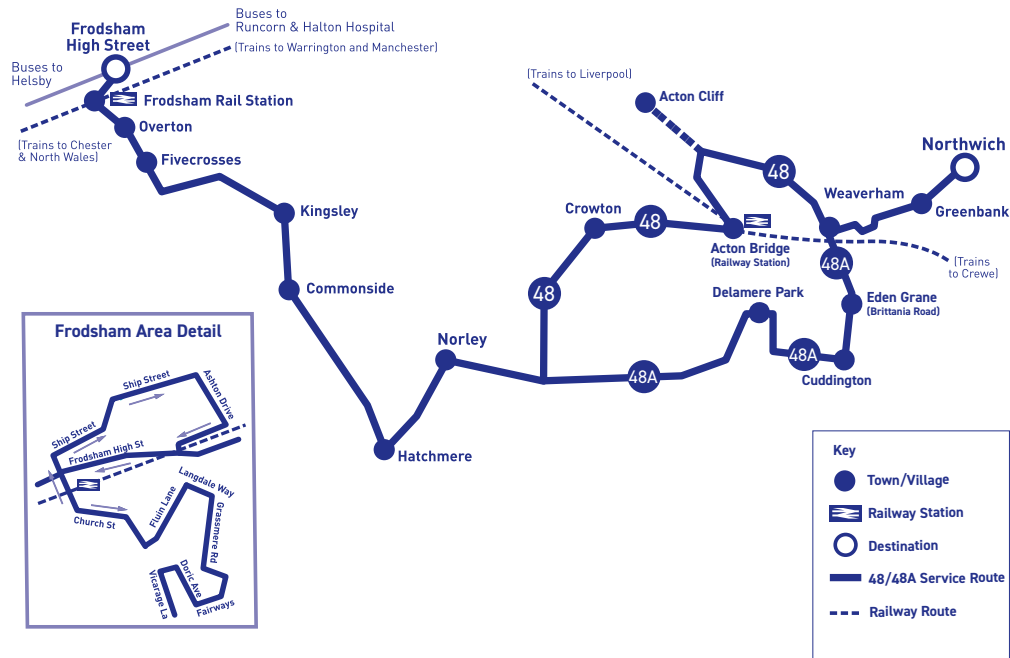 Buses to
Runcorn & Halton Hospital
Frodsham
High Street
(Trains to Warrington and Manchester)
Buses to
Helsby
Frodsham Rail Station
Overton
(Trains to Chester
& North Wales)
Fivecrosses
Kingsley
Commonside
Hatchmere
Norley
48
Crowton
48
(Trains to Liverpool)
Acton Cliff
48
Acton Bridge
(Railway Station)
Weaverham
Northwich
Greenbank
(Trains
to Crewe)
48A
Eden Grane
(Brittania Road)
Delamere Park
48A
Cuddington
48A
Frodsham Area Detail
Ship Street
Ashton Drive
Ship Street
Frodsham High St
Church St
Fluin Lane
Langdale Way
Grassmere Rd
Doric Ave
Vicarage La
Fairways
Key
Town/Village
Railway Station
Destination
48/48A Service Route
Railway Route